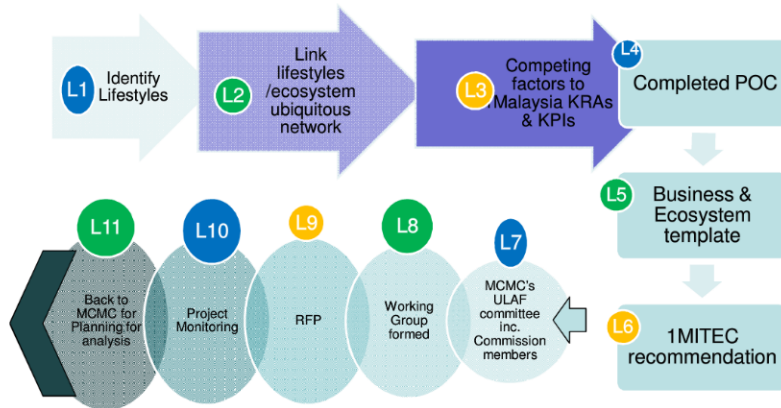 L1
Identify
Lifestyles
L2
Link
lifestyles
/ecosystem
ubiquitous
network
L3
Competing
factors to
Malaysia KRAs
& KPIs
L4
Completed POC
L5
Business &
Ecosystem
template
L6
1MITEC
recommendation
L7
MCMC's
ULAF
committee
inc.
Commission
members
L8
Working
Group
formed
L9
RFP
L10
Project
Monitoring
L11
Back to
MCMC for
Planning for
analysis